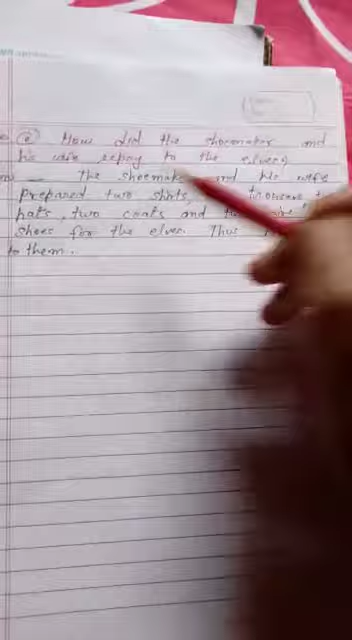 (e) How did the shoemaker and
his wife repay to the elves?
The shoemaker and his wife
prepared two shirts, trousers
hats, two coats and
shoes for the elves. Thus
to them.